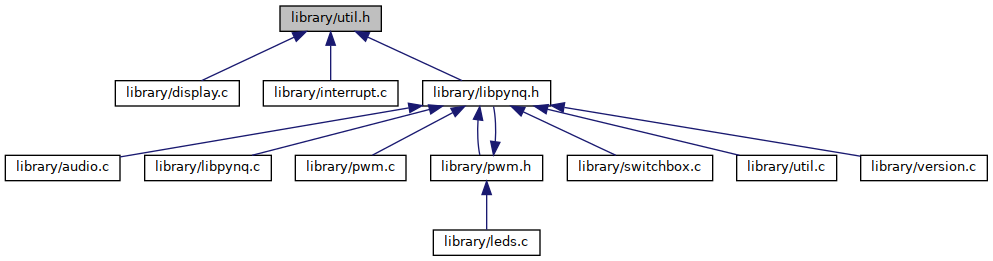 library/util.h
library/display.c
library/interrupt.c
library/libpynq.h
library/audio.c
library/libpynq.c
library/pwm.c
library/pwm.h
library/switchbox.c
library/util.c
library/version.c
library/leds.c